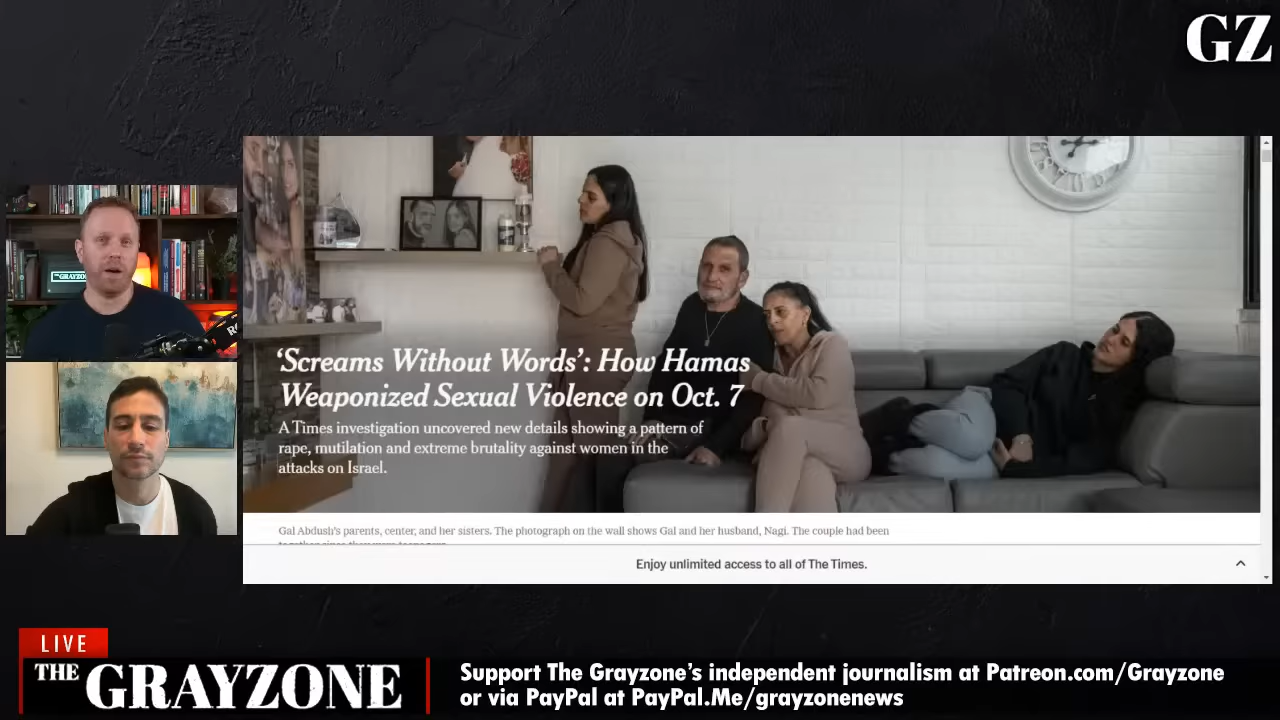 GZ
THE GRAYZONE
‘Screams Without Words’: How Hamas
Weaponized Sexual Violence on Oct. 7
A Times investigation uncovered new details showing a pattern of
rape, mutilation and extreme brutality against women in the
attacks on Israel.
Gal Abdush's parents, center, and her sisters. The photograph on the wall shows Gal and her husband, Nagi. The couple had been
Enjoy unlimited access to all of The Times.
LIVE
THE GRAYZONE
Support The Grayzone’s independent journalism at Patreon.com/Grayzone
or via PayPal at PayPal.Me/grayzonenews